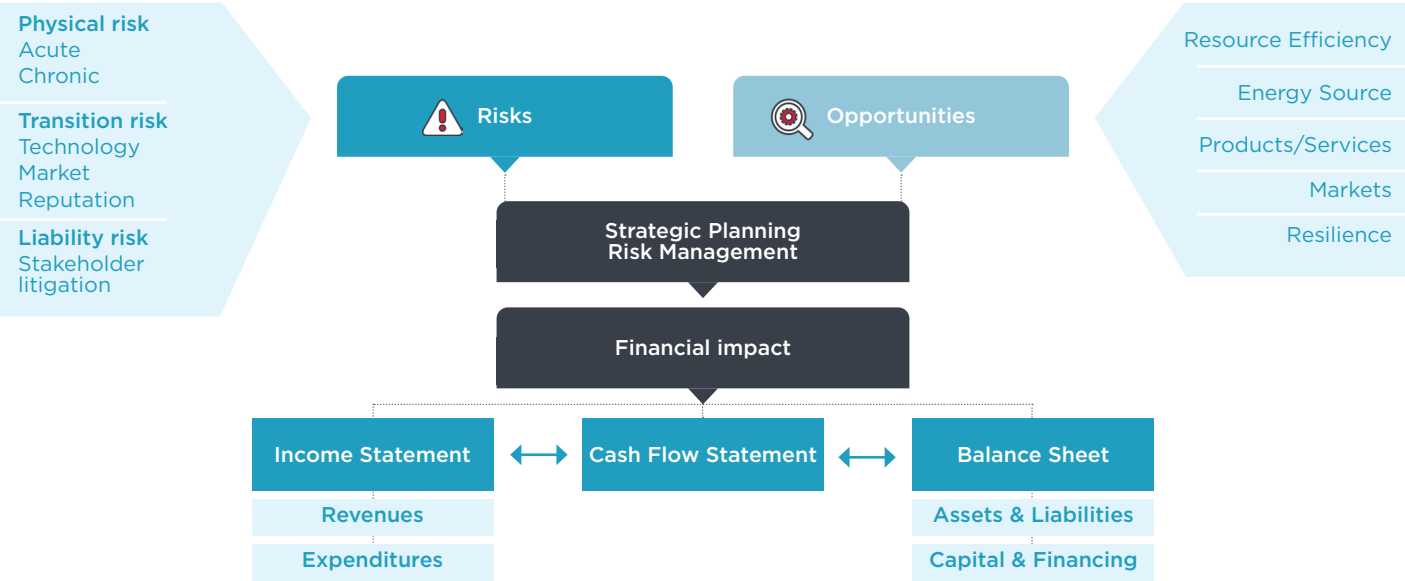 Physical risk
Acute
Chronic
Transition risk
Technology
Market
Reputation
Liability risk
Stakeholder
litigation
Risks
Opportunities
Resource Efficiency
Energy Source
Products/Services
Markets
Resilience
Strategic Planning
Risk Management
Financial impact
Income Statement
Cash Flow Statement
Balance Sheet
Revenues
Expenditures
Assets & Liabilities
Capital & Financing